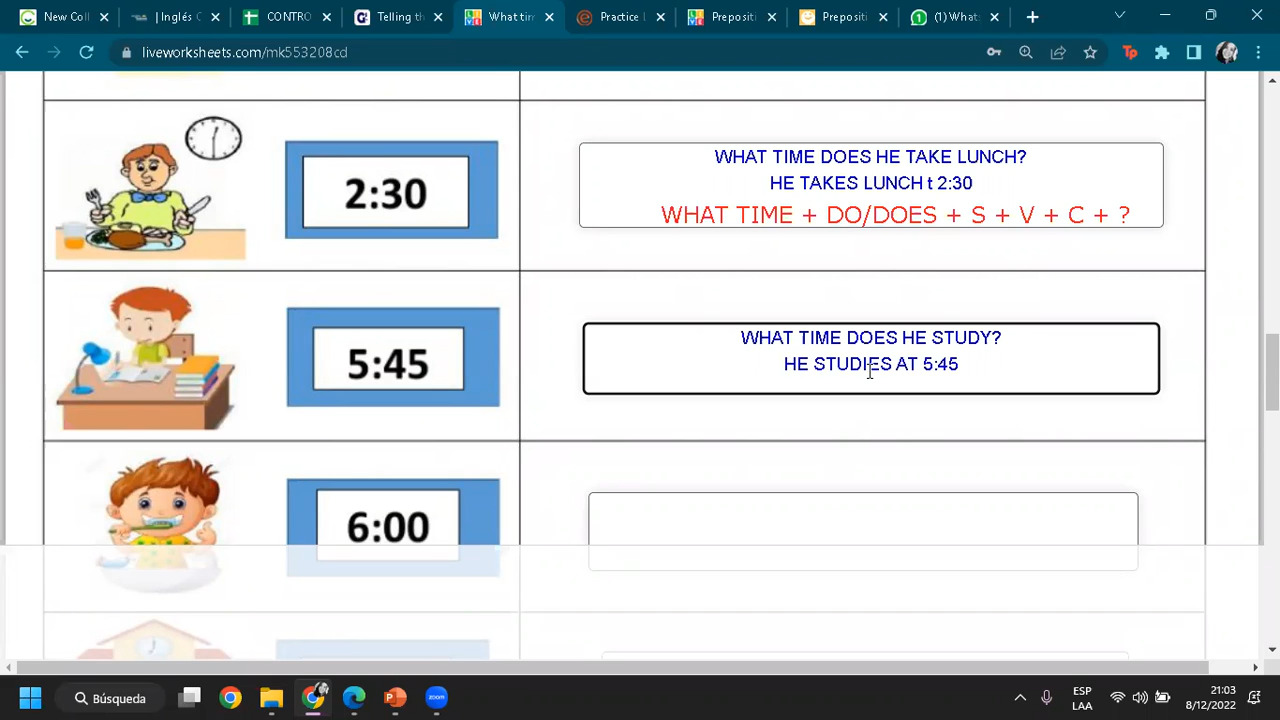 New Coll
| Inglés C
CONTRO
Telling th
What tim
Practice L
Prepositi
Prepositi
(1) Whats
liveworksheets.com/mk553208cd
2:30
WHAT TIME DOES HE TAKE LUNCH?
HE TAKES LUNCH t 2:30
WHAT TIME + DO/DOES + S + V + C + ?
5:45
WHAT TIME DOES HE STUDY?
HE STUDIES AT 5:45
6:00
Búsqueda
zoom
ESP
LAA
21:03
8/12/2022